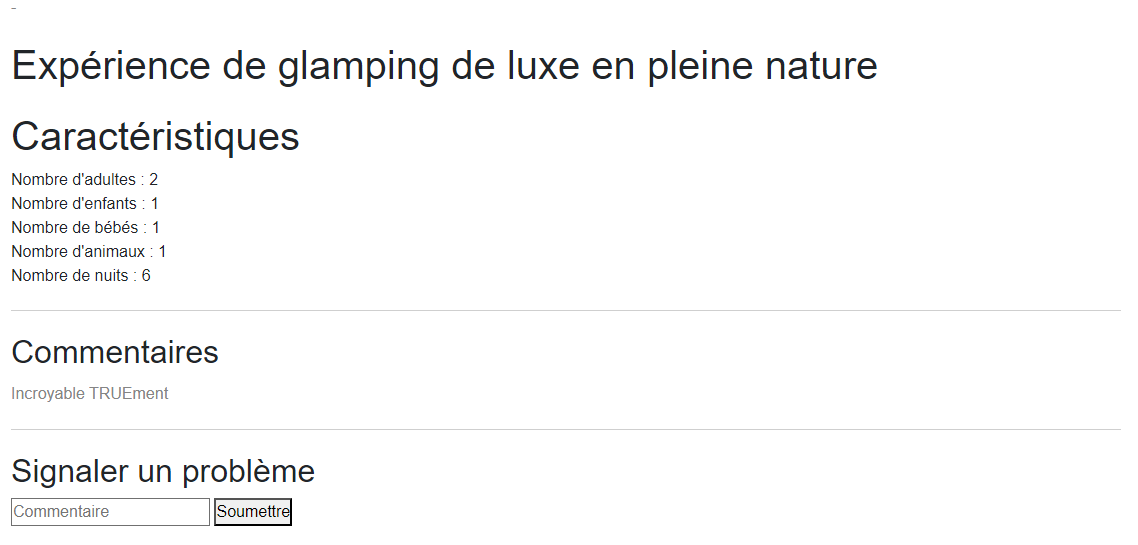 -
Expérience de glamping de luxe en pleine nature
Caractéristiques
Nombre d'adultes : 2
Nombre d'enfants : 1
Nombre de bébés : 1
Nombre d'animaux : 1
Nombre de nuits : 6
Commentaires
Incroyable TRUEment
Signaler un problème
Commentaire Soumettre